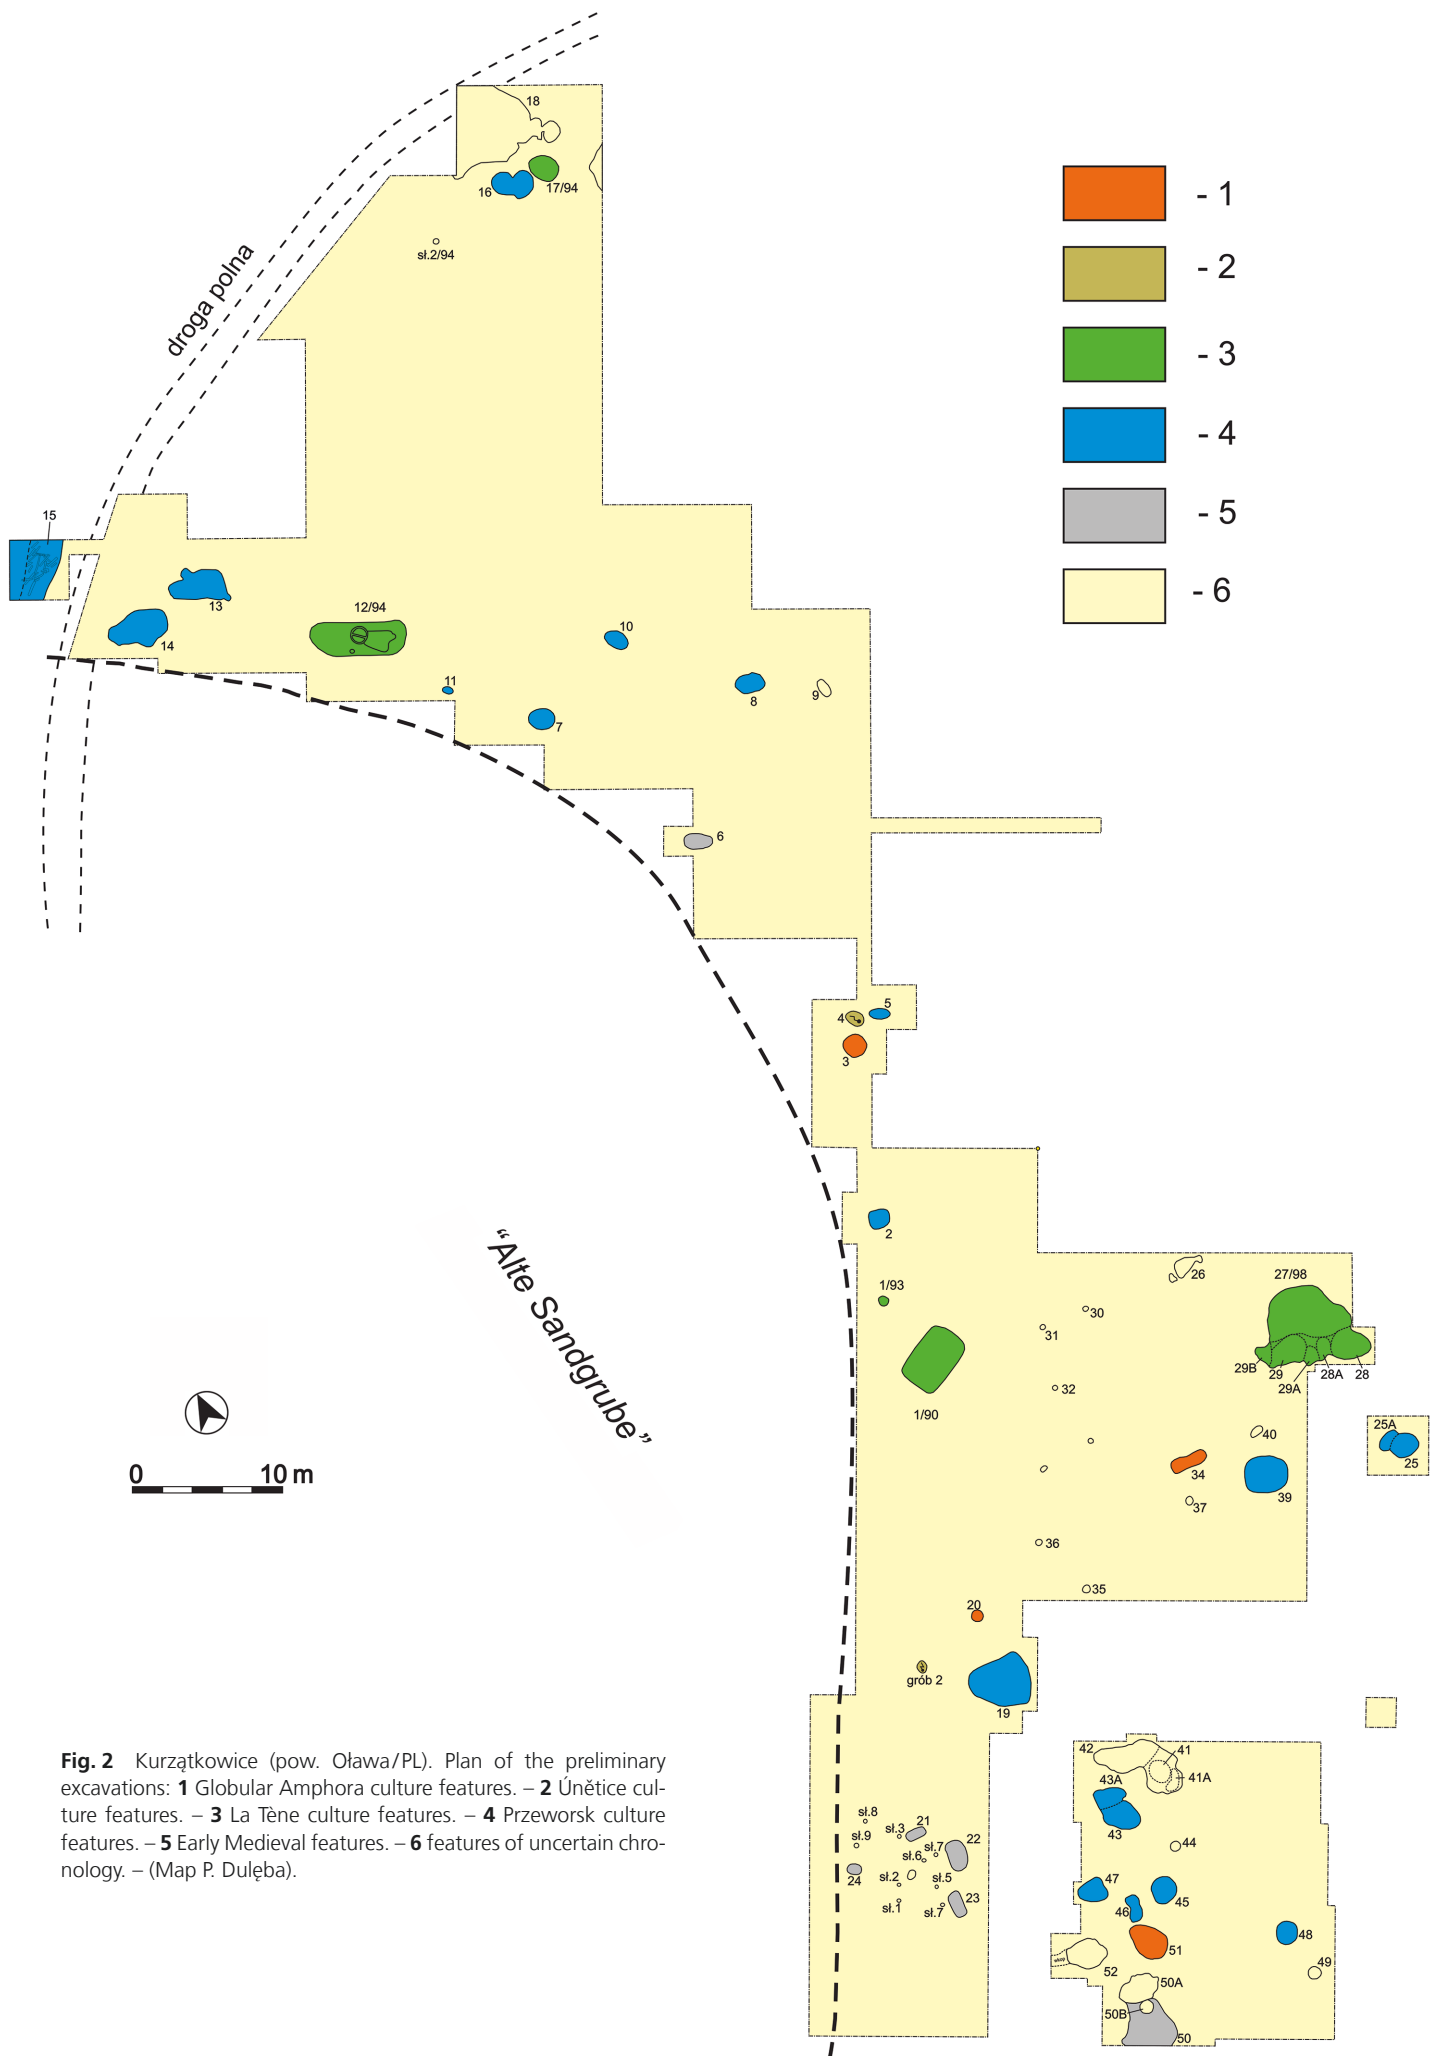 18
16
17/94
sł.2/94
droga polna
- 1
- 2
- 3
- 4
- 5
- 6
15
13
14
12/94
10
11
7
8
9
6
5
4
3
2
1/93
1/90
26
27/98
30
31
32
29B
29
29A
28A
28
25A
25
40
34
39
37
36
35
20
grób 2
19
"Alte Sandgrube"
0 10 m
Fig. 2 Kurzątkowice (pow. Oława/PL). Plan of the preliminary
excavations: 1 Globular Amphora culture features. – 2 Únětice cul-
ture features. – 3 La Tène culture features. – 4 Przeworsk culture
features. – 5 Early Medieval features. – 6 features of uncertain chro-
nology. – (Map P. Dulęba).
sł.8
sł.3
21
sł.9
sł.7
22
sł.6
24
sł.2
sł.5
sł.1
sł.7
23
42
41
41A
43A
43
44
47
46
45
51
48
49
52
wkop
50A
50B
50